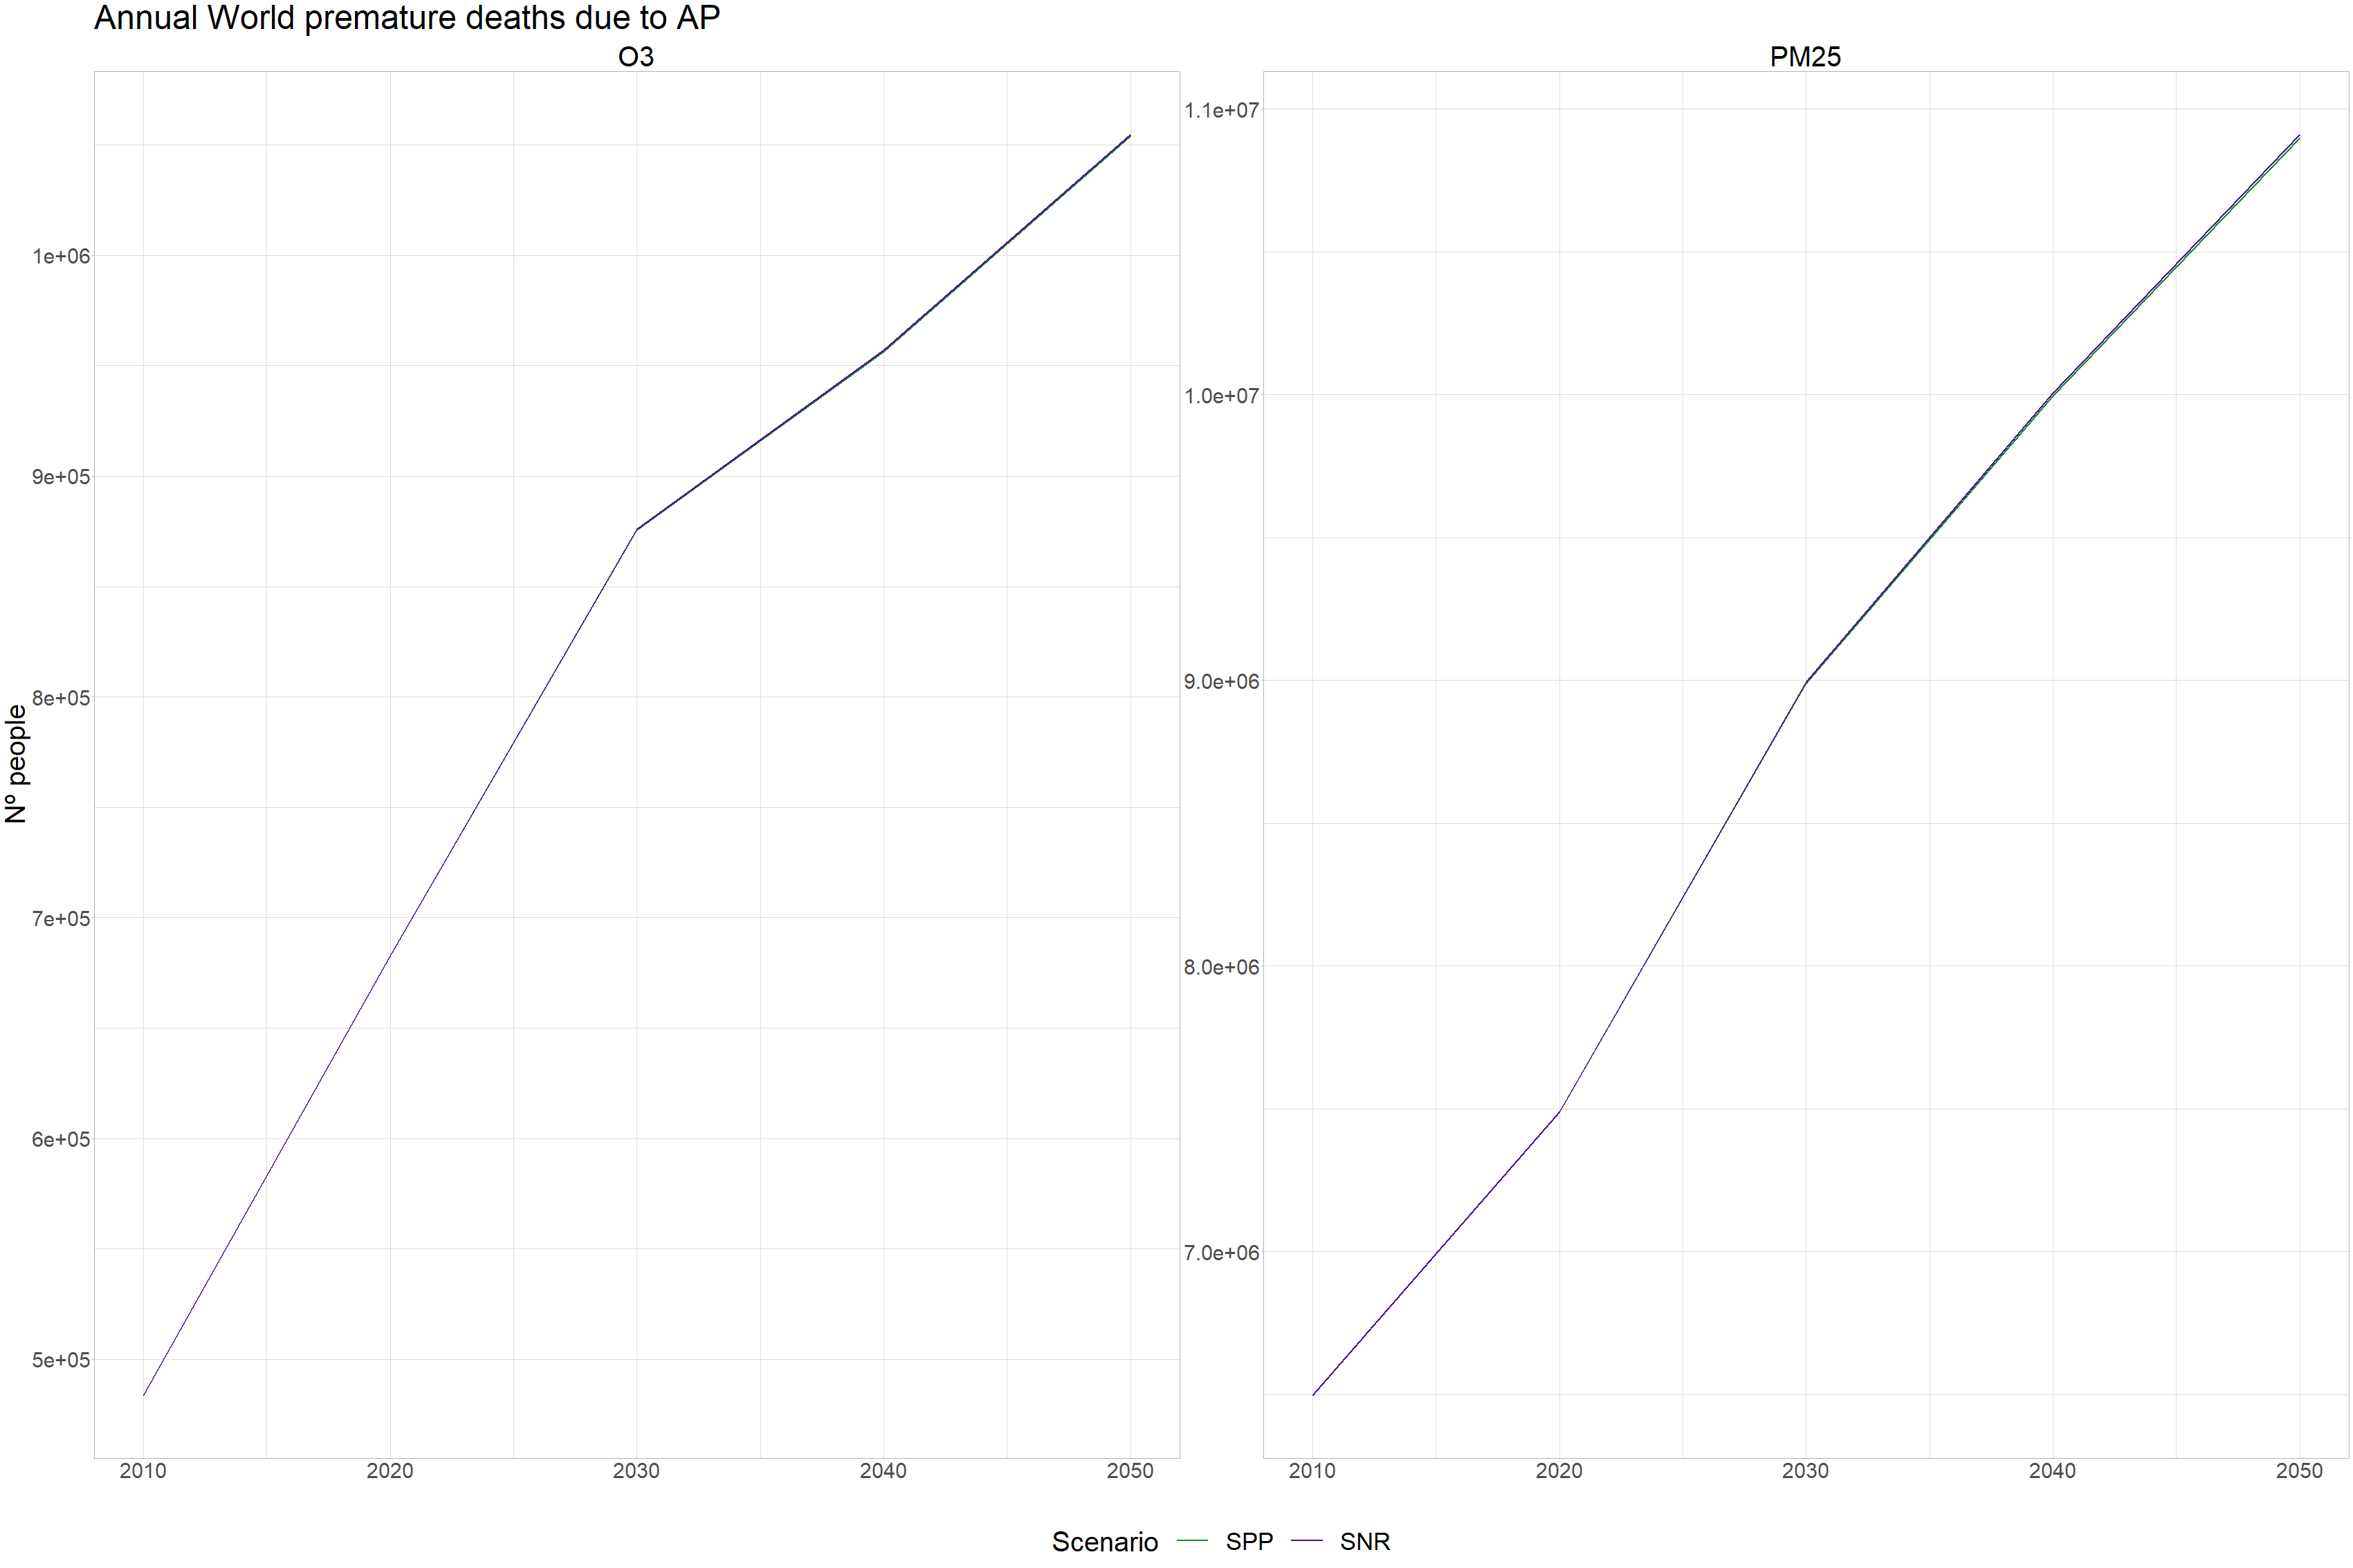 Annual World premature deaths due to AP
O3
PM25
Nº people
1e+06
9e+05
8e+05
7e+05
6e+05
5e+05
1.1e+07
1.0e+07
9.0e+06
8.0e+06
7.0e+06
2010 2020 2030 2040 2050
2010 2020 2030 2040 2050
Scenario SPP SNR